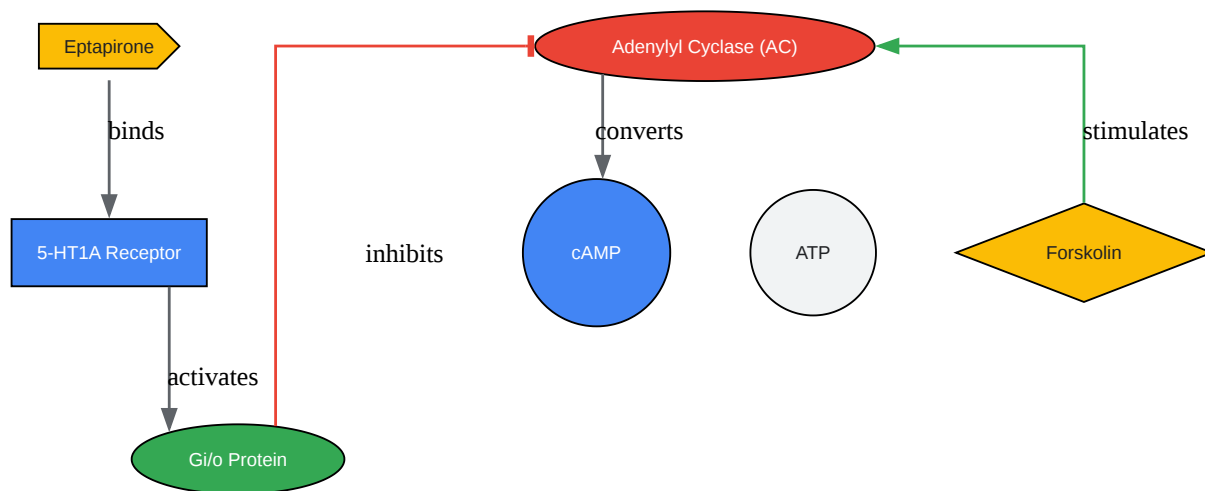 Eptapirone
Adenylyl Cyclase (AC)
binds
converts
stimulates
5-HT1A Receptor
inhibits
cAMP
ATP
Forskolin
activates
Gi/o Protein